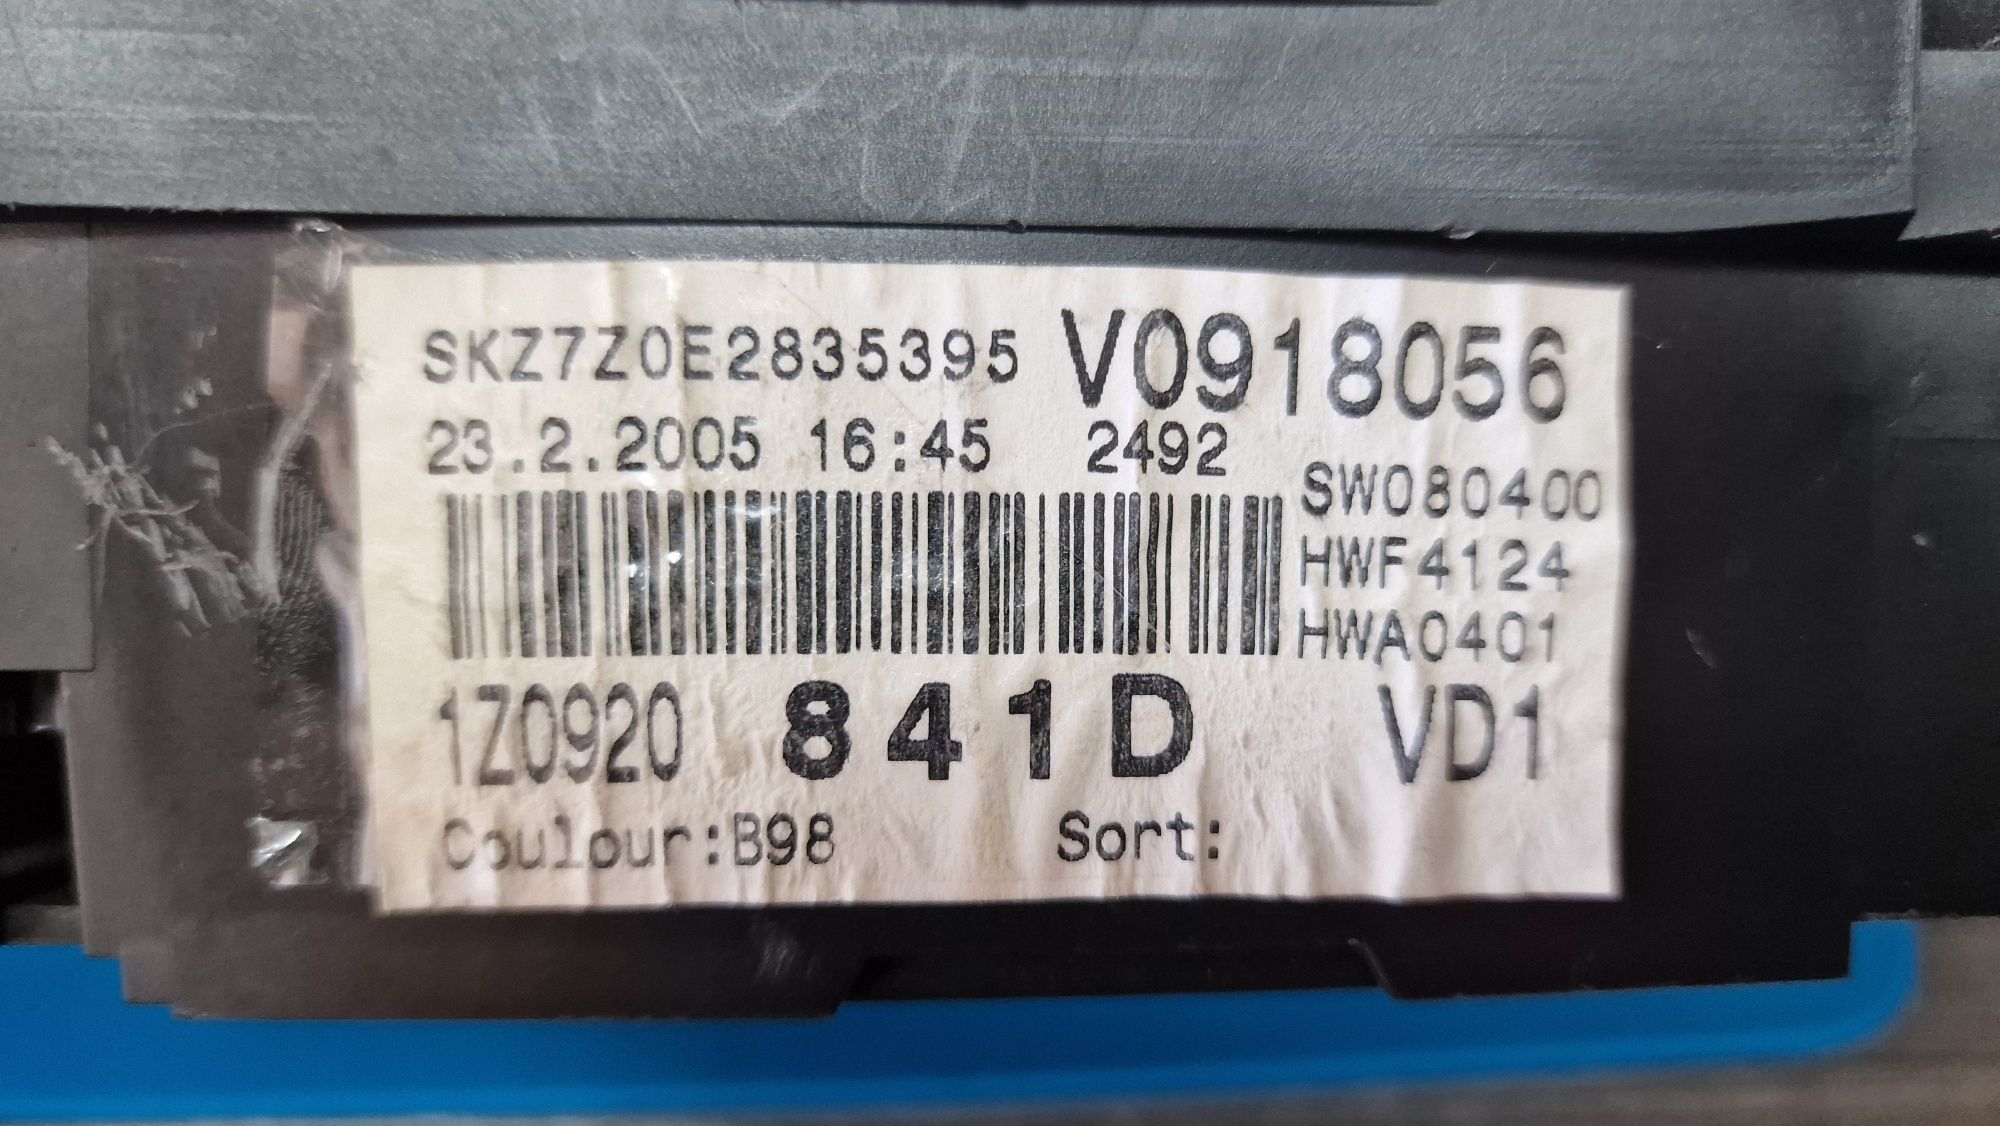 SKZ7Z0E2835395 V0918056
23.2.2005 16:45 2492
SW080400
HWF4124
HWA0401
1Z0920 841D VD1
Coulour:B98 Sort: